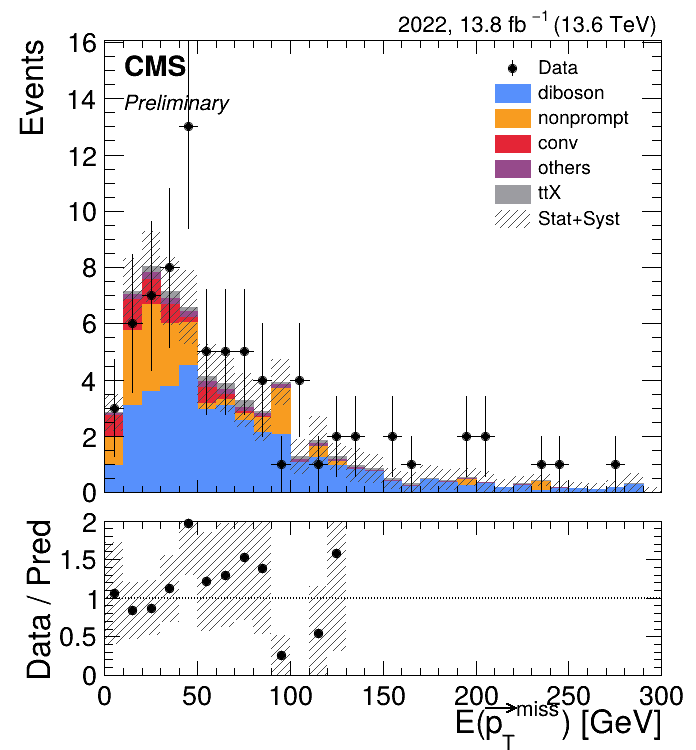 2022, 13.8 fb⁻¹ (13.6 TeV)
CMS
Preliminary
Events
16
14
12
10
8
6
4
2
0
Data
diboson
nonprompt
conv
others
ttX
Stat+Syst
Data / Pred
2
1.5
1
0.5
0
0 50 100 150 200 250 300
E(p⃗_T^miss) [GeV]